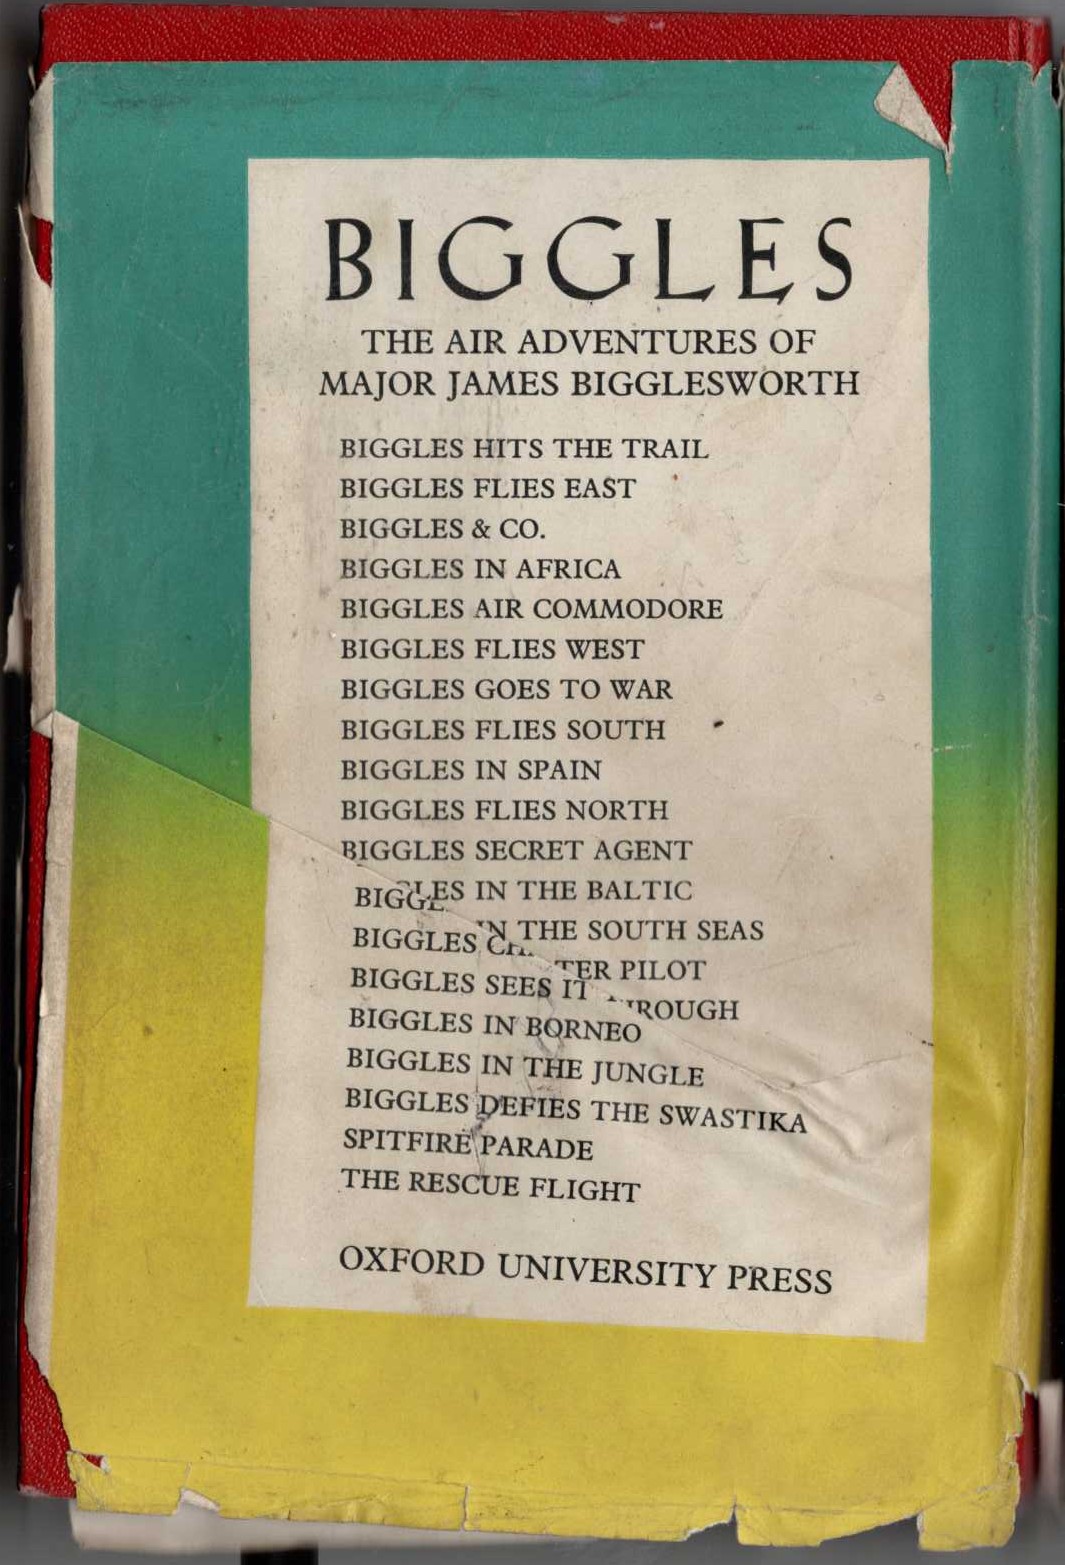 BIGGLES
THE AIR ADVENTURES OF
MAJOR JAMES BIGGLESWORTH
BIGGLES HITS THE TRAIL
BIGGLES FLIES EAST
BIGGLES & CO.
BIGGLES IN AFRICA
BIGGLES AIR COMMODORE
BIGGLES FLIES WEST
BIGGLES GOES TO WAR
BIGGLES FLIES SOUTH
BIGGLES IN SPAIN
BIGGLES FLIES NORTH
BIGGLES SECRET AGENT
BIGGLES IN THE BALTIC
IN THE SOUTH SEAS
BIGGLES PILOT
BIGGLES SEES IT
BIGGLES IN BORNEO
BIGGLES IN THE JUNGLE
BIGGLES DEFIES THE SWASTIKA
SPITFIRE PARADE
THE RESCUE FLIGHT
OXFORD UNIVERSITY PRESS